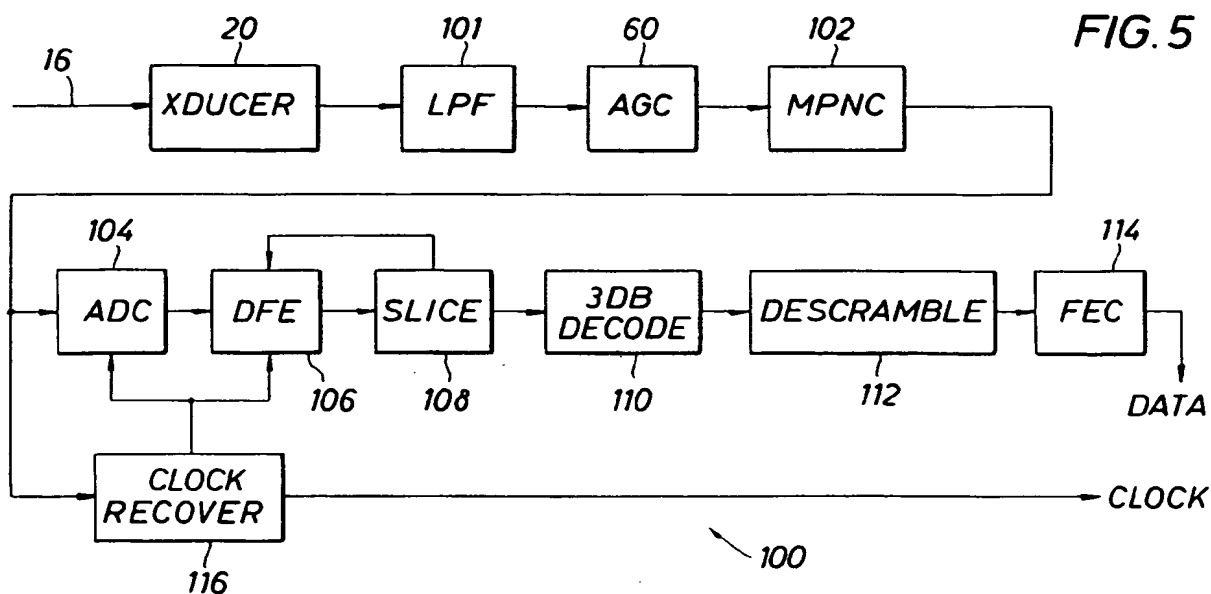 FIG. 5
20
101
60
102
16
XDUCER
LPF
AGC
MPNC
104
114
ADC
DFE
SLICE
3DB
DECODE
DESCRAMBLE
FEC
106
108
110
112
DATA
CLOCK
RECOVER
CLOCK
116
100